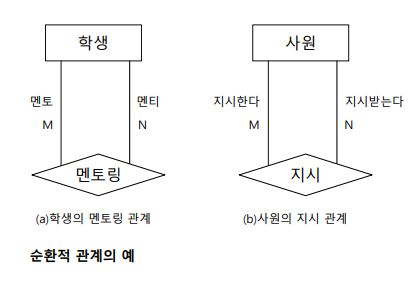 학생
사원
멘토
멘티
지시한다
지시받는다
M
N
M
N
멘토링
지시
(a)학생의 멘토링 관계
(b)사원의 지시 관계
순환적 관계의 예